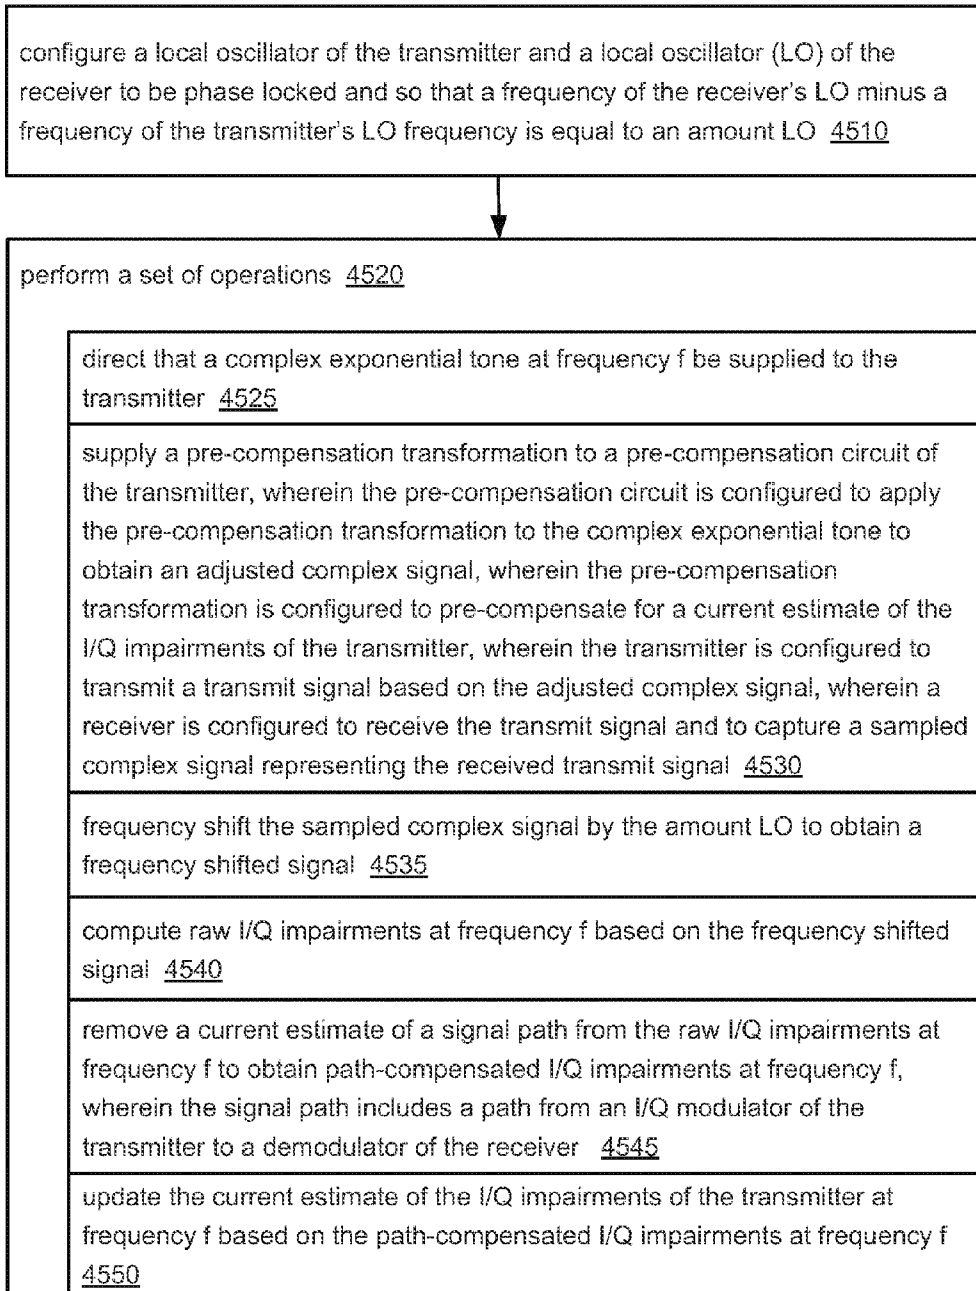 configure a local oscillator of the transmitter and a local oscillator (LO) of the
receiver to be phase locked and so that a frequency of the receiver's LO minus a
frequency of the transmitter's LO frequency is equal to an amount LO 4510
perform a set of operations 4520
direct that a complex exponential tone at frequency f be supplied to the
transmitter 4525
supply a pre-compensation transformation to a pre-compensation circuit of
the transmitter, wherein the pre-compensation circuit is configured to apply
the pre-compensation transformation to the complex exponential tone to
obtain an adjusted complex signal, wherein the pre-compensation
transformation is configured to pre-compensate for a current estimate of the
I/Q impairments of the transmitter, wherein the transmitter is configured to
transmit a transmit signal based on the adjusted complex signal, wherein a
receiver is configured to receive the transmit signal and to capture a sampled
complex signal representing the received transmit signal 4530
frequency shift the sampled complex signal by the amount LO to obtain a
frequency shifted signal 4535
compute raw I/Q impairments at frequency f based on the frequency shifted
signal 4540
remove a current estimate of a signal path from the raw I/Q impairments at
frequency f to obtain path-compensated I/Q impairments at frequency f,
wherein the signal path includes a path from an I/Q modulator of the
transmitter to a demodulator of the receiver 4545
update the current estimate of the I/Q impairments of the transmitter at
frequency f based on the path-compensated I/Q impairments at frequency f
4550